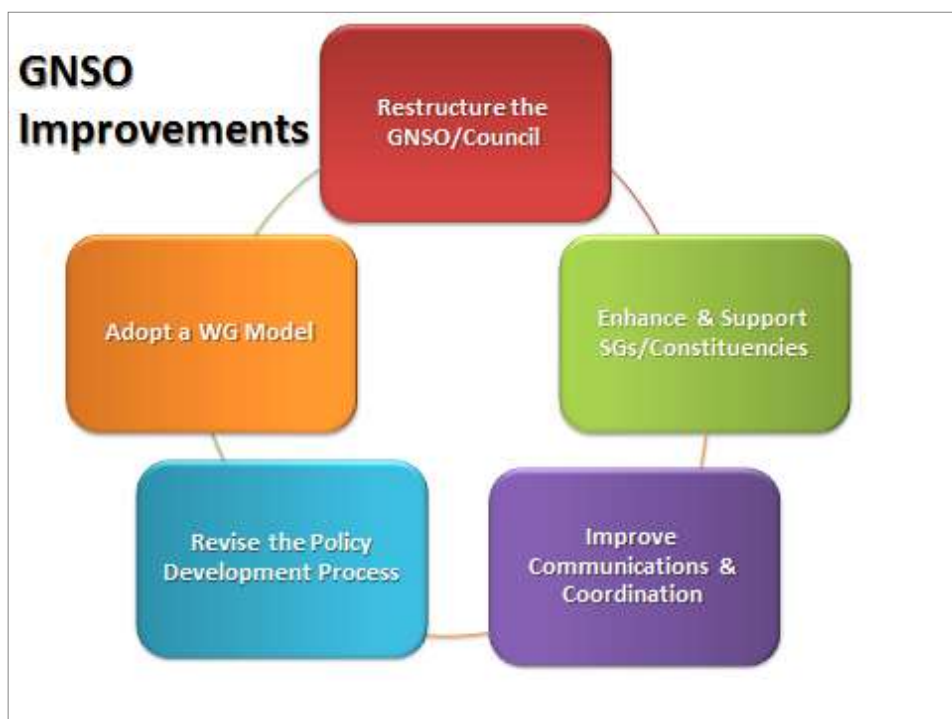 GNSO
Improvements
Restructure the
GNSO/Council
Enhance & Support
SGs/Constituencies
Improve
Communications &
Coordination
Revise the Policy
Development Process
Adopt a WG Model